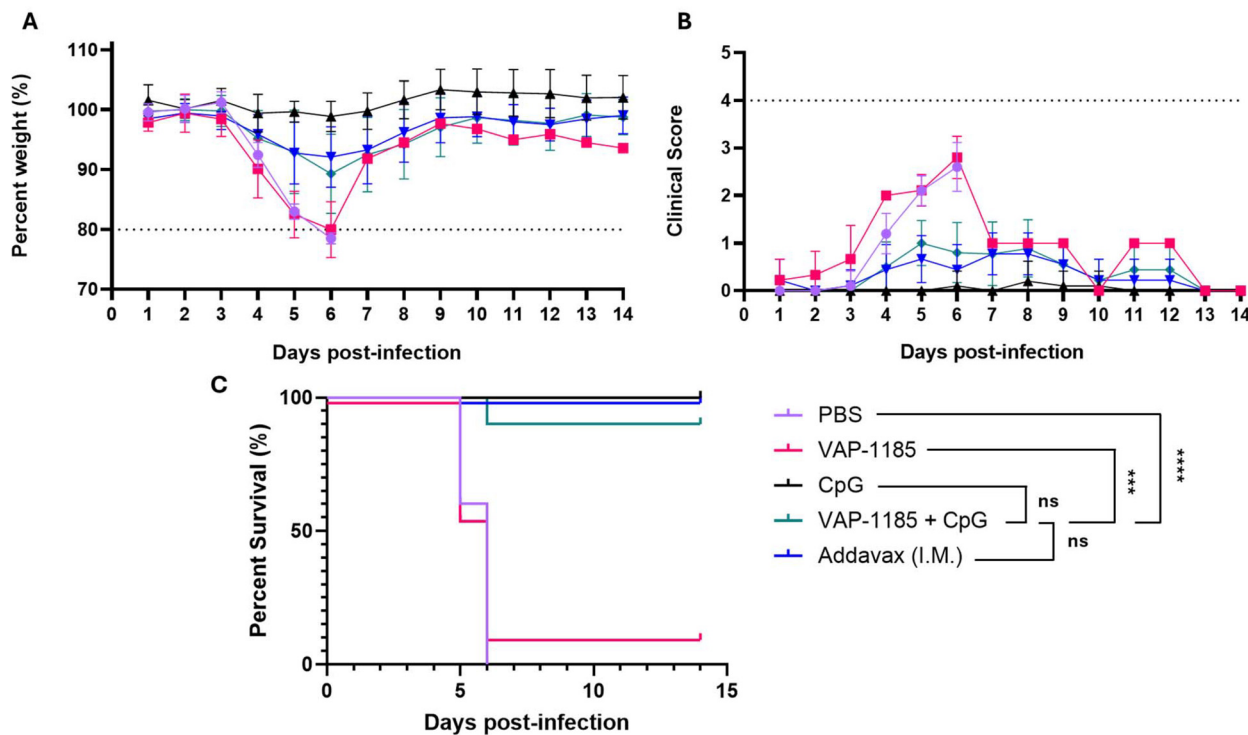 A
Percent weight (%)
110
100
90
80
70
0 1 2 3 4 5 6 7 8 9 10 11 12 13 14
Days post-infection
B
Clinical Score
5
4
3
2
1
0
0 1 2 3 4 5 6 7 8 9 10 11 12 13 14
Days post-infection
C
Percent Survival (%)
100
50
0
0 5 10 15
Days post-infection
PBS
VAP-1185
CpG
VAP-1185 + CpG
Addavax (I.M.)
ns
ns
***
****